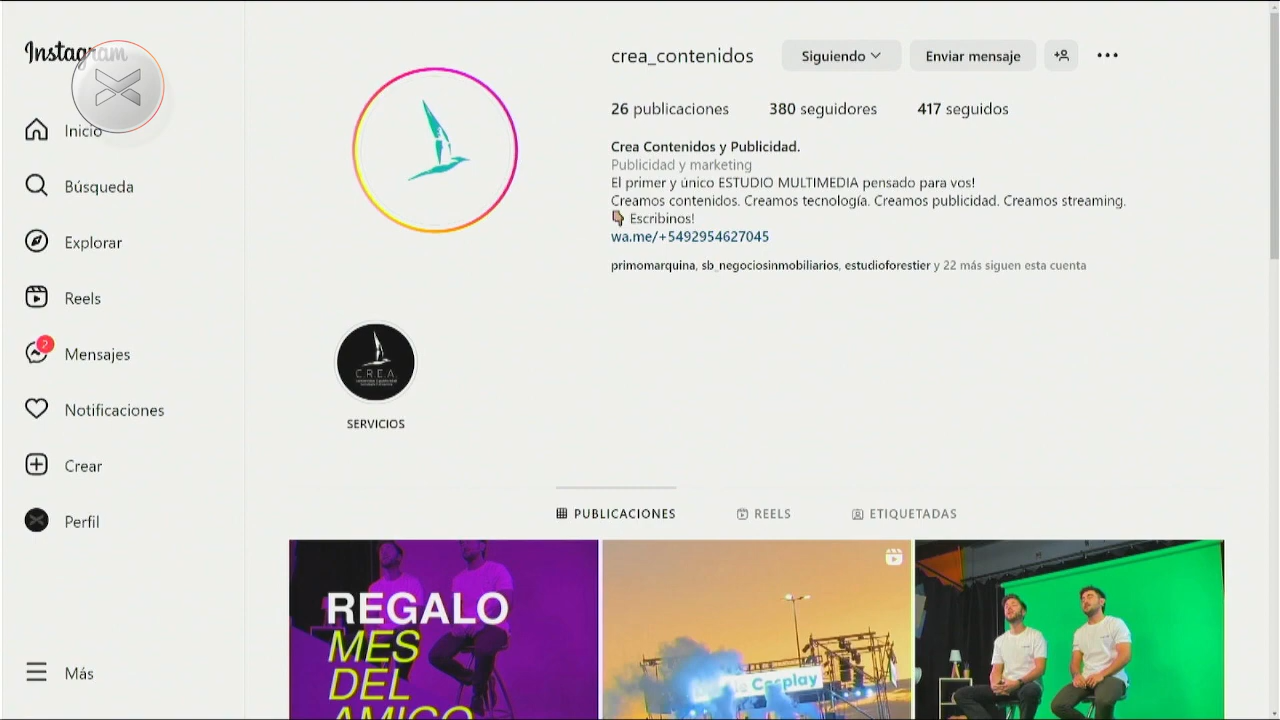 Instagram
Inicio
Búsqueda
Explorar
Reels
2
Mensajes
Notificaciones
Crear
Perfil
Más
crea_contenidos
Siguiendo
Enviar mensaje
26 publicaciones 380 seguidores 417 seguidos
Crea Contenidos y Publicidad.
Publicidad y marketing
El primer y único ESTUDIO MULTIMEDIA pensado para vos!
Creamos contenidos. Creamos tecnología. Creamos publicidad. Creamos streaming.
👇🏽 Escribinos!
wa.me/+5492954627045
primomarquina, sb_negociosinmobiliarios, estudioforestier y 22 más siguen esta cuenta
C.R.E.A.
SERVICIOS
PUBLICACIONES
REELS
ETIQUETADAS
REGALO
MES
DEL
AMIGO
Cosplay